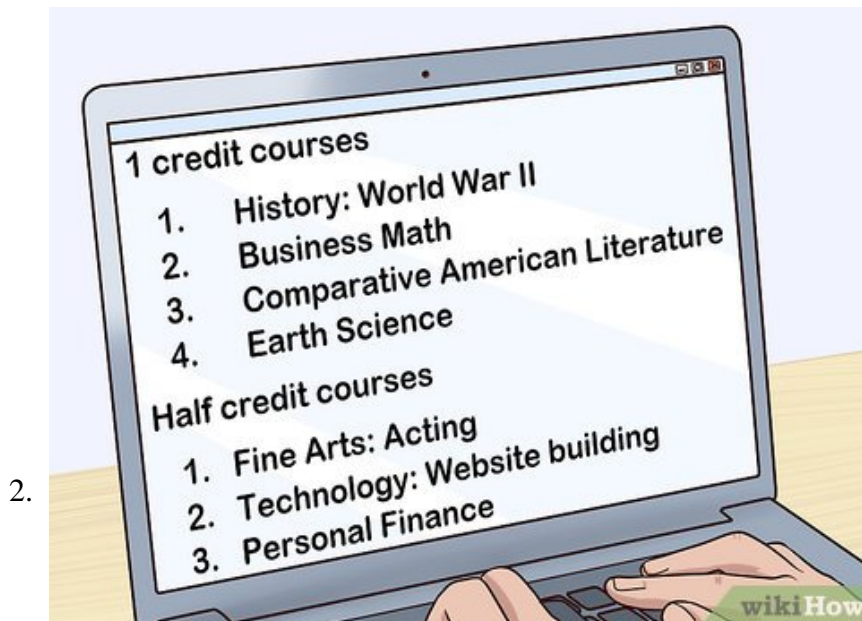 1 credit courses
1. History: World War II
2. Business Math
3. Comparative American Literature
4. Earth Science
Half credit courses
1. Fine Arts: Acting
2. Technology: Website building
3. Personal Finance
2.
wikiHow